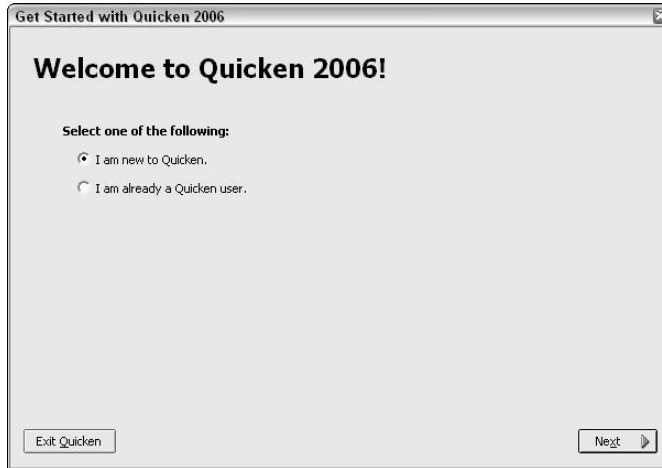 Get Started with Quicken 2006
Welcome to Quicken 2006!
Select one of the following:
I am new to Quicken.
I am already a Quicken user.
Exit Quicken
Next